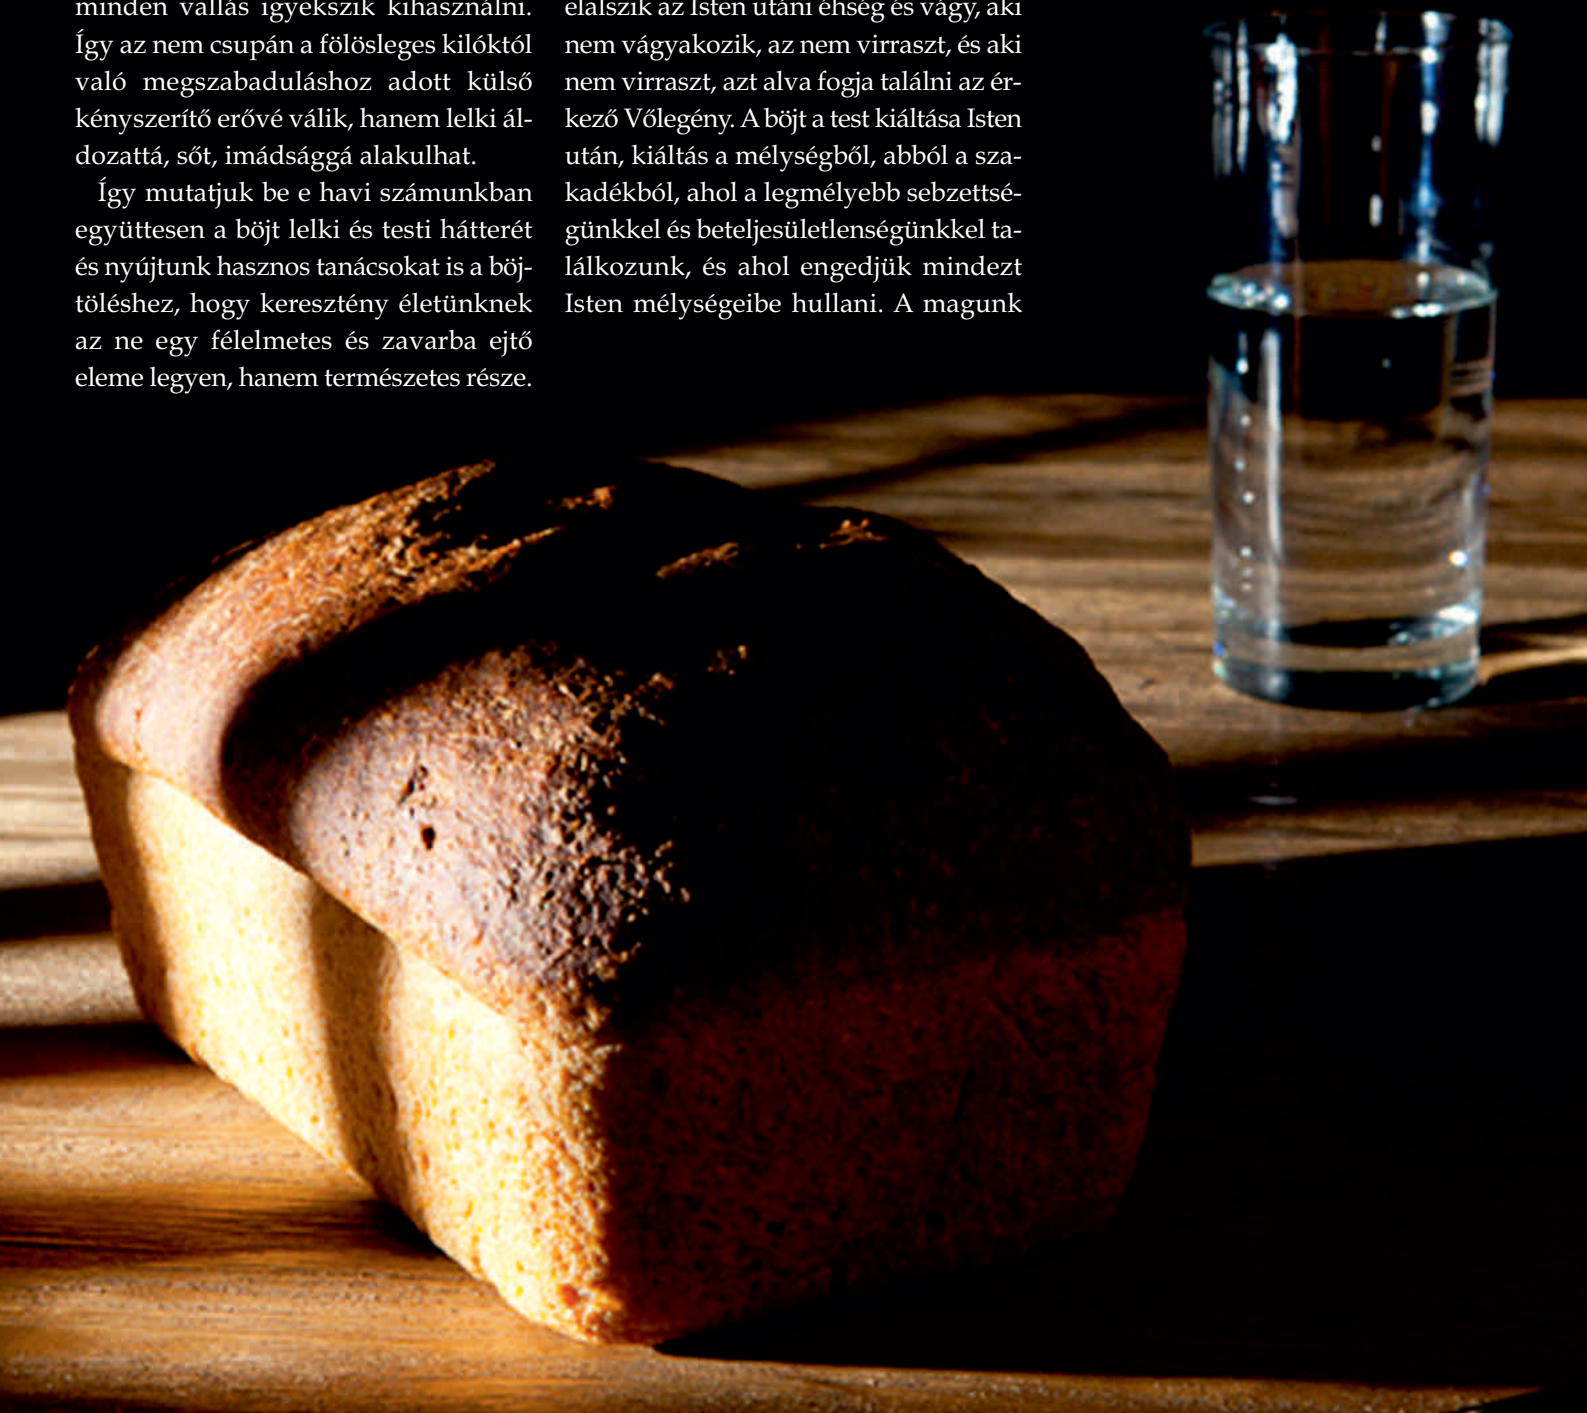 minden vallás igyekszik kihasználni.
Így az nem csupán a fölösleges kilóktól
való megszabaduláshoz adott külső
kényszerítő erővé válik, hanem lelki ál-
dozattá, sőt, imádsággá alakulhat.
Így mutatjuk be e havi számunkban
együttesen a böjt lelki és testi hátterét
és nyújtunk hasznos tanácsokat is a böj-
töléshez, hogy keresztény életünknek
az ne egy félelmetes és zavarba ejtő
eleme legyen, hanem természetes része.
elalszik az Isten utáni éhség és vágy, aki
nem vágyakozik, az nem virraszt, és aki
nem virraszt, azt alva fogja találni az ér-
kező Vőlegény. A böjt a test kiáltása Isten
után, kiáltás a mélységből, abból a sza-
kadékból, ahol a legmélyebb sebzettsé-
günkkel és beteljesületlenségünkkel ta-
lálkozunk, és ahol engedjük mindezt
Isten mélységeibe hullani. A magunk